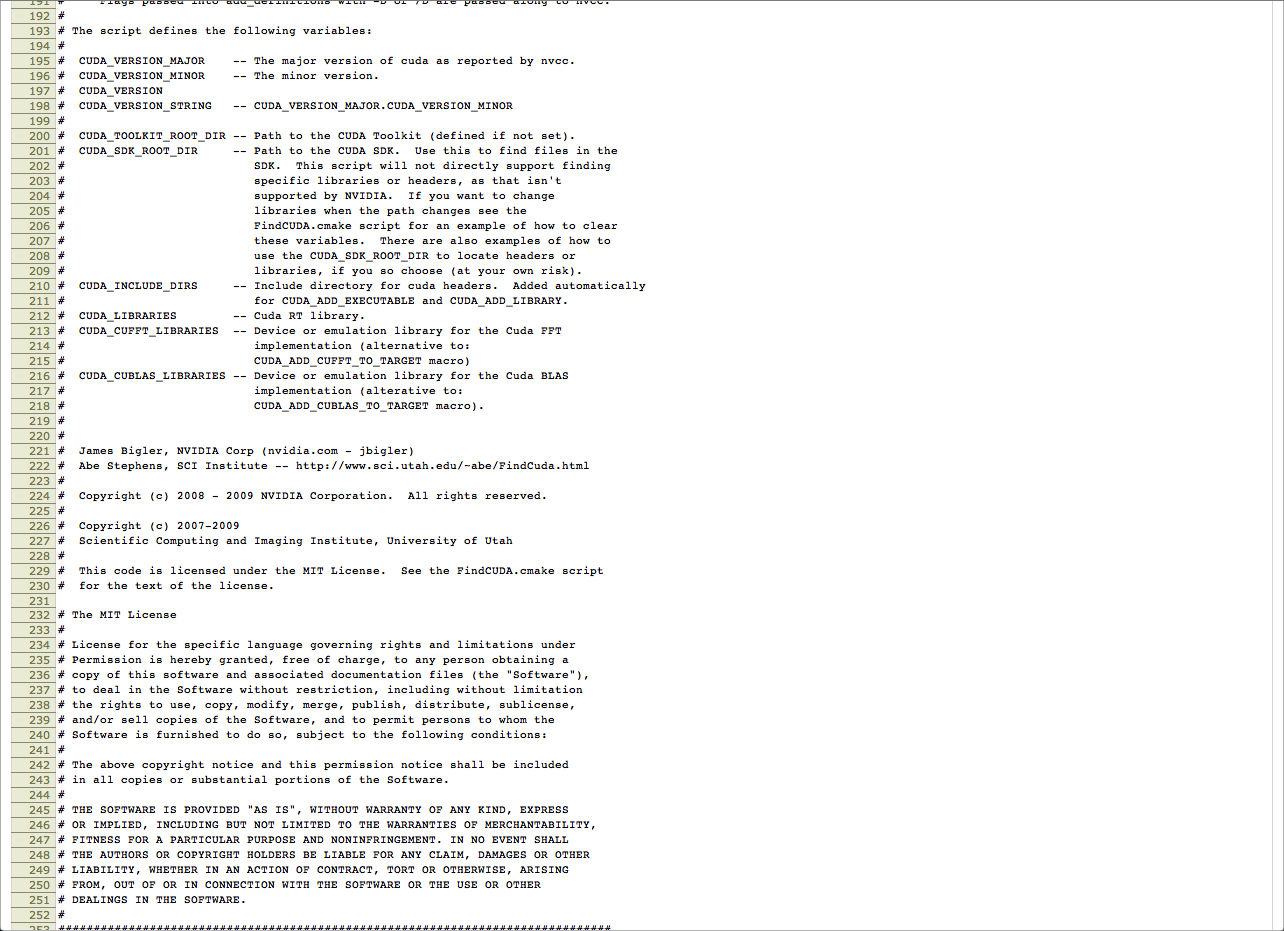 191 #    Flags passed into add_definitions with -D or /D are passed along to nvcc.
192 #
193 # The script defines the following variables:
194 #
195 #  CUDA_VERSION_MAJOR    -- The major version of cuda as reported by nvcc.
196 #  CUDA_VERSION_MINOR    -- The minor version.
197 #  CUDA_VERSION
198 #  CUDA_VERSION_STRING   -- CUDA_VERSION_MAJOR.CUDA_VERSION_MINOR
199 #
200 #  CUDA_TOOLKIT_ROOT_DIR -- Path to the CUDA Toolkit (defined if not set).
201 #  CUDA_SDK_ROOT_DIR     -- Path to the CUDA SDK.  Use this to find files in the
202 #                           SDK.  This script will not directly support finding
203 #                           specific libraries or headers, as that isn't
204 #                           supported by NVIDIA.  If you want to change
205 #                           libraries when the path changes see the
206 #                           FindCUDA.cmake script for an example of how to clear
207 #                           these variables.  There are also examples of how to
208 #                           use the CUDA_SDK_ROOT_DIR to locate headers or
209 #                           libraries, if you so choose (at your own risk).
210 #  CUDA_INCLUDE_DIRS     -- Include directory for cuda headers.  Added automatically
211 #                           for CUDA_ADD_EXECUTABLE and CUDA_ADD_LIBRARY.
212 #  CUDA_LIBRARIES        -- Cuda RT library.
213 #  CUDA_CUFFT_LIBRARIES  -- Device or emulation library for the Cuda FFT
214 #                           implementation (alternative to:
215 #                           CUDA_ADD_CUFFT_TO_TARGET macro)
216 #  CUDA_CUBLAS_LIBRARIES -- Device or emulation library for the Cuda BLAS
217 #                           implementation (alterative to:
218 #                           CUDA_ADD_CUBLAS_TO_TARGET macro).
219 #
220 #
221 #  James Bigler, NVIDIA Corp (nvidia.com - jbigler)
222 #  Abe Stephens, SCI Institute -- http://www.sci.utah.edu/~abe/FindCuda.html
223 #
224 #  Copyright (c) 2008 - 2009 NVIDIA Corporation.  All rights reserved.
225 #
226 #  Copyright (c) 2007-2009
227 #  Scientific Computing and Imaging Institute, University of Utah
228 #
229 #  This code is licensed under the MIT License.  See the FindCUDA.cmake script
230 #  for the text of the license.
231
232 # The MIT License
233 #
234 # License for the specific language governing rights and limitations under
235 # Permission is hereby granted, free of charge, to any person obtaining a
236 # copy of this software and associated documentation files (the "Software"),
237 # to deal in the Software without restriction, including without limitation
238 # the rights to use, copy, modify, merge, publish, distribute, sublicense,
239 # and/or sell copies of the Software, and to permit persons to whom the
240 # Software is furnished to do so, subject to the following conditions:
241 #
242 # The above copyright notice and this permission notice shall be included
243 # in all copies or substantial portions of the Software.
244 #
245 # THE SOFTWARE IS PROVIDED "AS IS", WITHOUT WARRANTY OF ANY KIND, EXPRESS
246 # OR IMPLIED, INCLUDING BUT NOT LIMITED TO THE WARRANTIES OF MERCHANTABILITY,
247 # FITNESS FOR A PARTICULAR PURPOSE AND NONINFRINGEMENT. IN NO EVENT SHALL
248 # THE AUTHORS OR COPYRIGHT HOLDERS BE LIABLE FOR ANY CLAIM, DAMAGES OR OTHER
249 # LIABILITY, WHETHER IN AN ACTION OF CONTRACT, TORT OR OTHERWISE, ARISING
250 # FROM, OUT OF OR IN CONNECTION WITH THE SOFTWARE OR THE USE OR OTHER
251 # DEALINGS IN THE SOFTWARE.
252 #
253 ###############################################################################